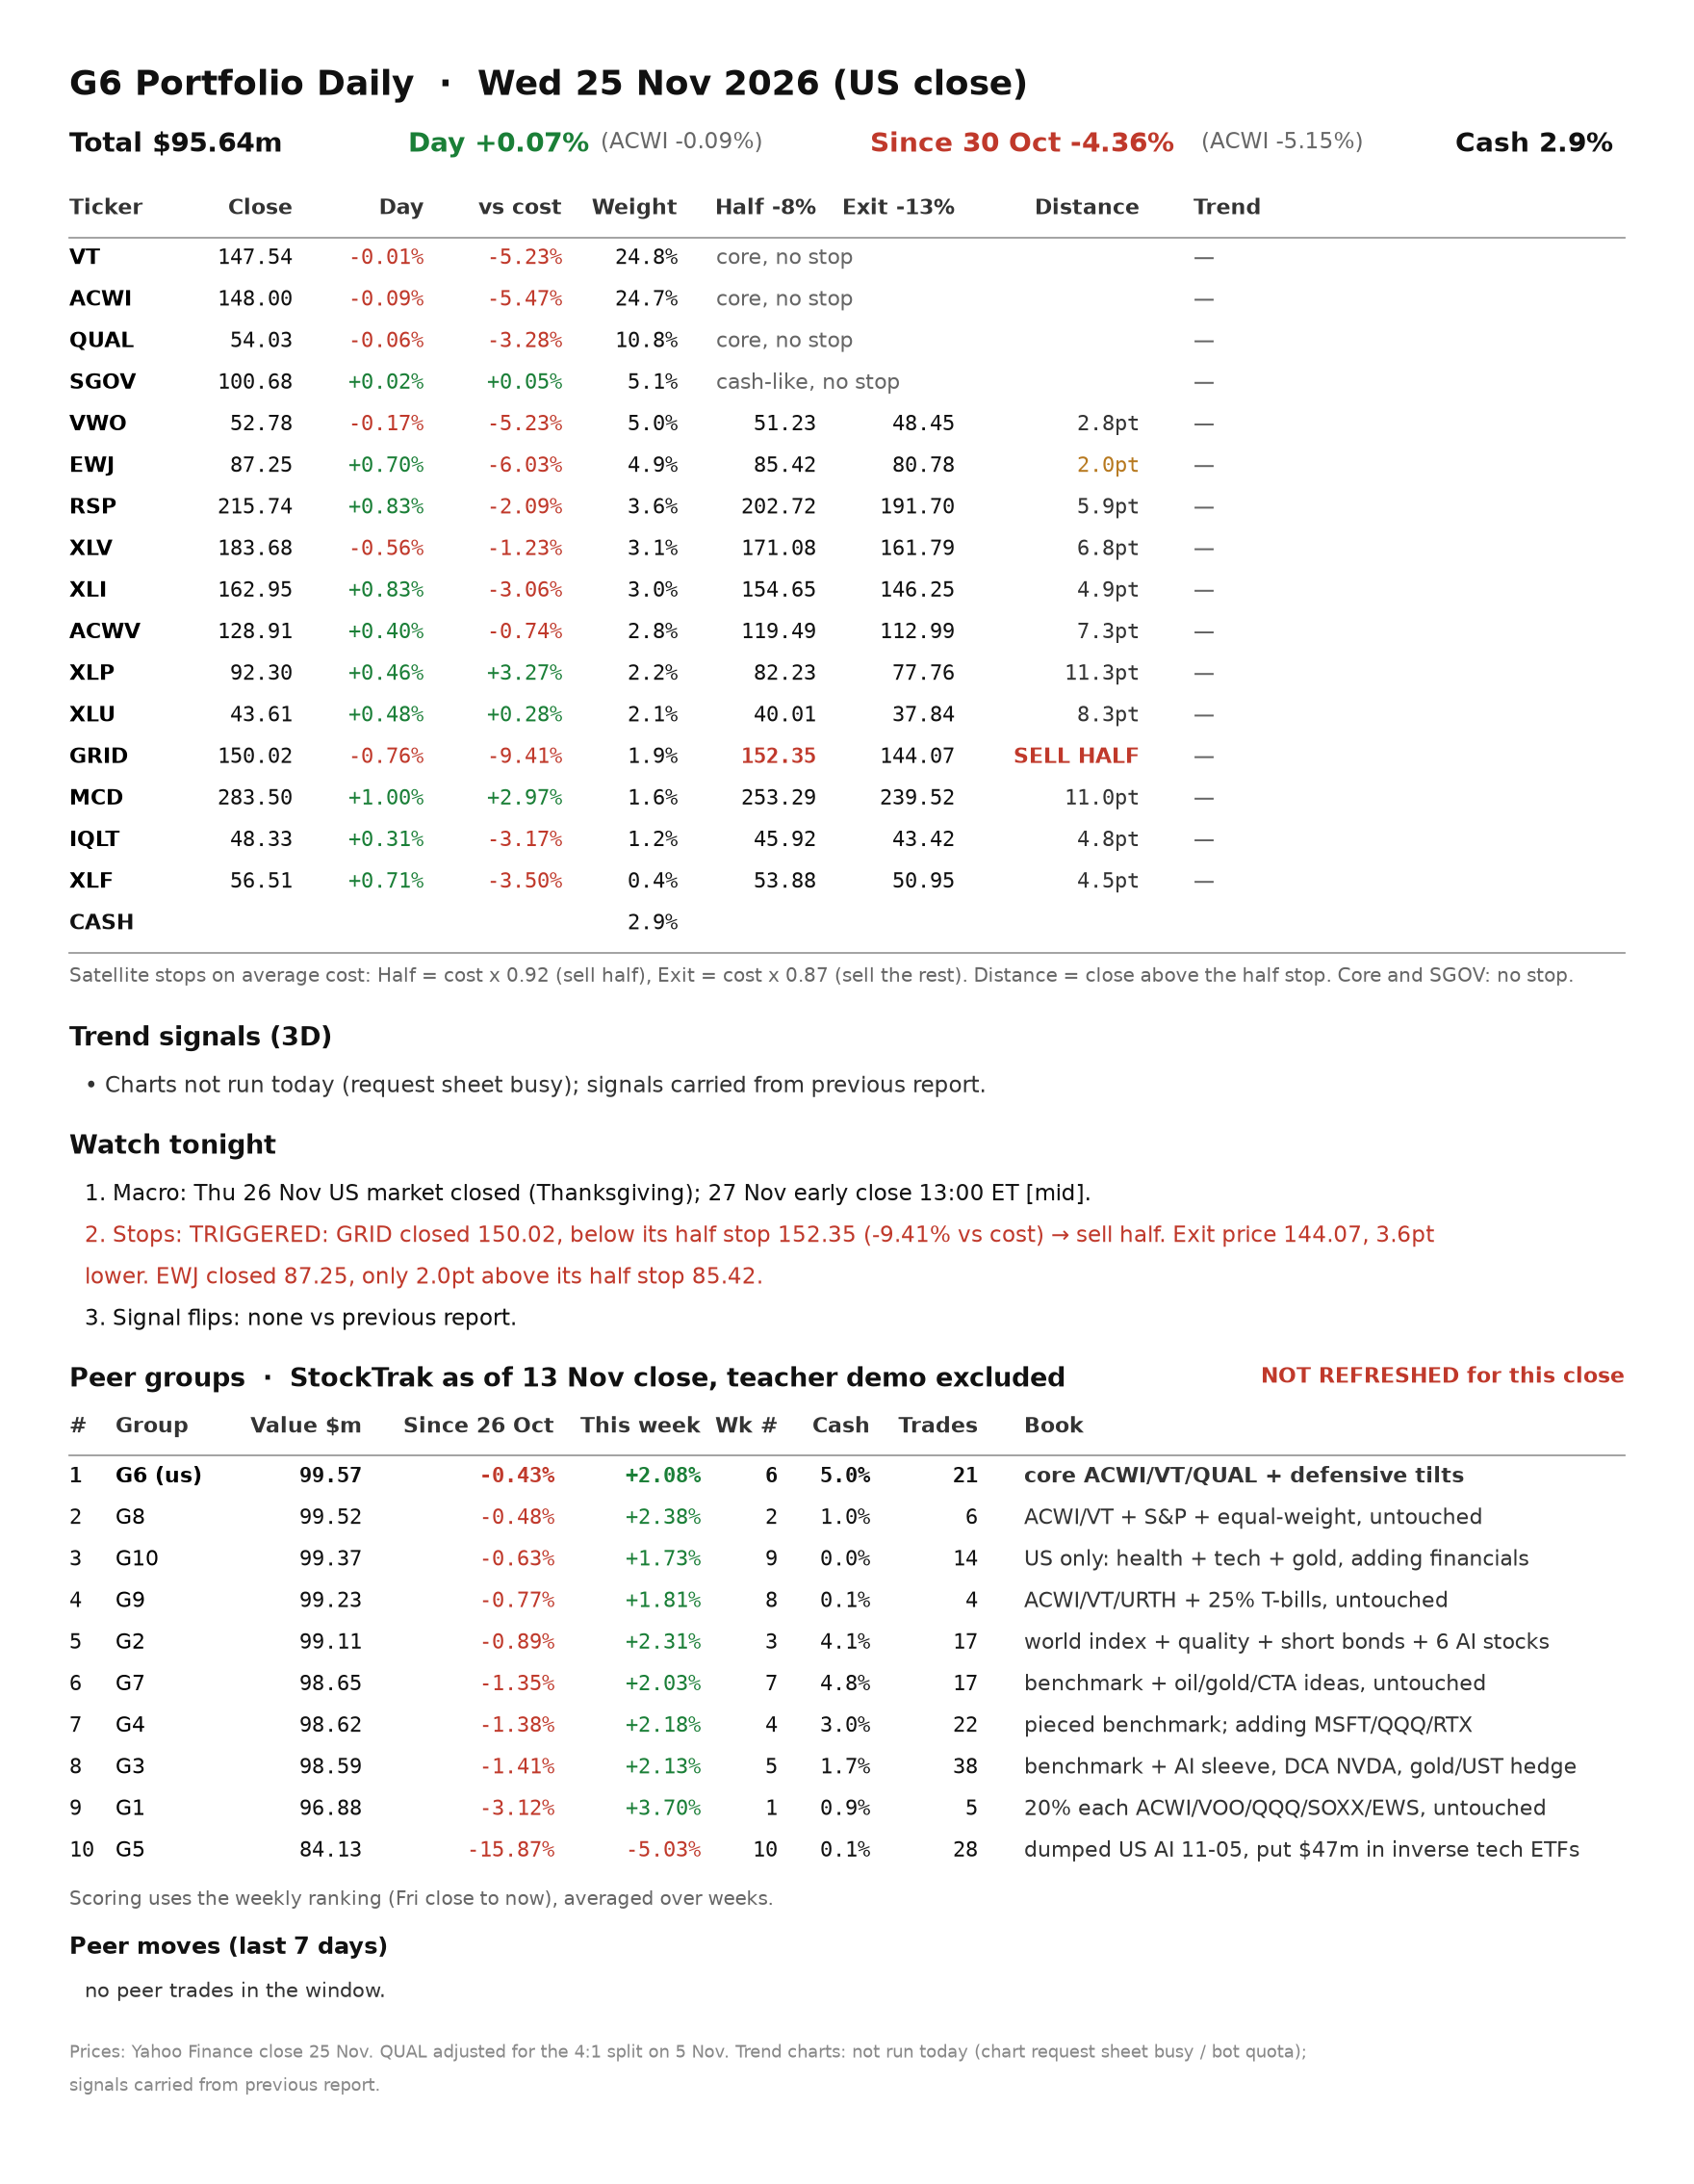 G6 Portfolio Daily · Wed 25 Nov 2026 (US close)
Total $95.64m Day +0.07% (ACWI -0.09%) Since 30 Oct -4.36% (ACWI -5.15%) Cash 2.9%
Ticker Close Day vs cost Weight Half -8% Exit -13% Distance Trend
VT 147.54 -0.01% -5.23% 24.8% core, no stop —
ACWI 148.00 -0.09% -5.47% 24.7% core, no stop —
QUAL 54.03 -0.06% -3.28% 10.8% core, no stop —
SGOV 100.68 +0.02% +0.05% 5.1% cash-like, no stop —
VWO 52.78 -0.17% -5.23% 5.0% 51.23 48.45 2.8pt —
EWJ 87.25 +0.70% -6.03% 4.9% 85.42 80.78 2.0pt —
RSP 215.74 +0.83% -2.09% 3.6% 202.72 191.70 5.9pt —
XLV 183.68 -0.56% -1.23% 3.1% 171.08 161.79 6.8pt —
XLI 162.95 +0.83% -3.06% 3.0% 154.65 146.25 4.9pt —
ACWV 128.91 +0.40% -0.74% 2.8% 119.49 112.99 7.3pt —
XLP 92.30 +0.46% +3.27% 2.2% 82.23 77.76 11.3pt —
XLU 43.61 +0.48% +0.28% 2.1% 40.01 37.84 8.3pt —
GRID 150.02 -0.76% -9.41% 1.9% 152.35 144.07 SELL HALF —
MCD 283.50 +1.00% +2.97% 1.6% 253.29 239.52 11.0pt —
IQLT 48.33 +0.31% -3.17% 1.2% 45.92 43.42 4.8pt —
XLF 56.51 +0.71% -3.50% 0.4% 53.88 50.95 4.5pt —
CASH 2.9%
Satellite stops on average cost: Half = cost x 0.92 (sell half), Exit = cost x 0.87 (sell the rest). Distance = close above the half stop. Core and SGOV: no stop.
Trend signals (3D)
• Charts not run today (request sheet busy); signals carried from previous report.
Watch tonight
1. Macro: Thu 26 Nov US market closed (Thanksgiving); 27 Nov early close 13:00 ET [mid].
2. Stops: TRIGGERED: GRID closed 150.02, below its half stop 152.35 (-9.41% vs cost) → sell half. Exit price 144.07, 3.6pt
lower. EWJ closed 87.25, only 2.0pt above its half stop 85.42.
3. Signal flips: none vs previous report.
Peer groups · StockTrak as of 13 Nov close, teacher demo excluded NOT REFRESHED for this close
# Group Value $m Since 26 Oct This week Wk # Cash Trades Book
1 G6 (us) 99.57 -0.43% +2.08% 6 5.0% 21 core ACWI/VT/QUAL + defensive tilts
2 G8 99.52 -0.48% +2.38% 2 1.0% 6 ACWI/VT + S&P + equal-weight, untouched
3 G10 99.37 -0.63% +1.73% 9 0.0% 14 US only: health + tech + gold, adding financials
4 G9 99.23 -0.77% +1.81% 8 0.1% 4 ACWI/VT/URTH + 25% T-bills, untouched
5 G2 99.11 -0.89% +2.31% 3 4.1% 17 world index + quality + short bonds + 6 AI stocks
6 G7 98.65 -1.35% +2.03% 7 4.8% 17 benchmark + oil/gold/CTA ideas, untouched
7 G4 98.62 -1.38% +2.18% 4 3.0% 22 pieced benchmark; adding MSFT/QQQ/RTX
8 G3 98.59 -1.41% +2.13% 5 1.7% 38 benchmark + AI sleeve, DCA NVDA, gold/UST hedge
9 G1 96.88 -3.12% +3.70% 1 0.9% 5 20% each ACWI/VOO/QQQ/SOXX/EWS, untouched
10 G5 84.13 -15.87% -5.03% 10 0.1% 28 dumped US AI 11-05, put $47m in inverse tech ETFs
Scoring uses the weekly ranking (Fri close to now), averaged over weeks.
Peer moves (last 7 days)
no peer trades in the window.
Prices: Yahoo Finance close 25 Nov. QUAL adjusted for the 4:1 split on 5 Nov. Trend charts: not run today (chart request sheet busy / bot quota);
signals carried from previous report.